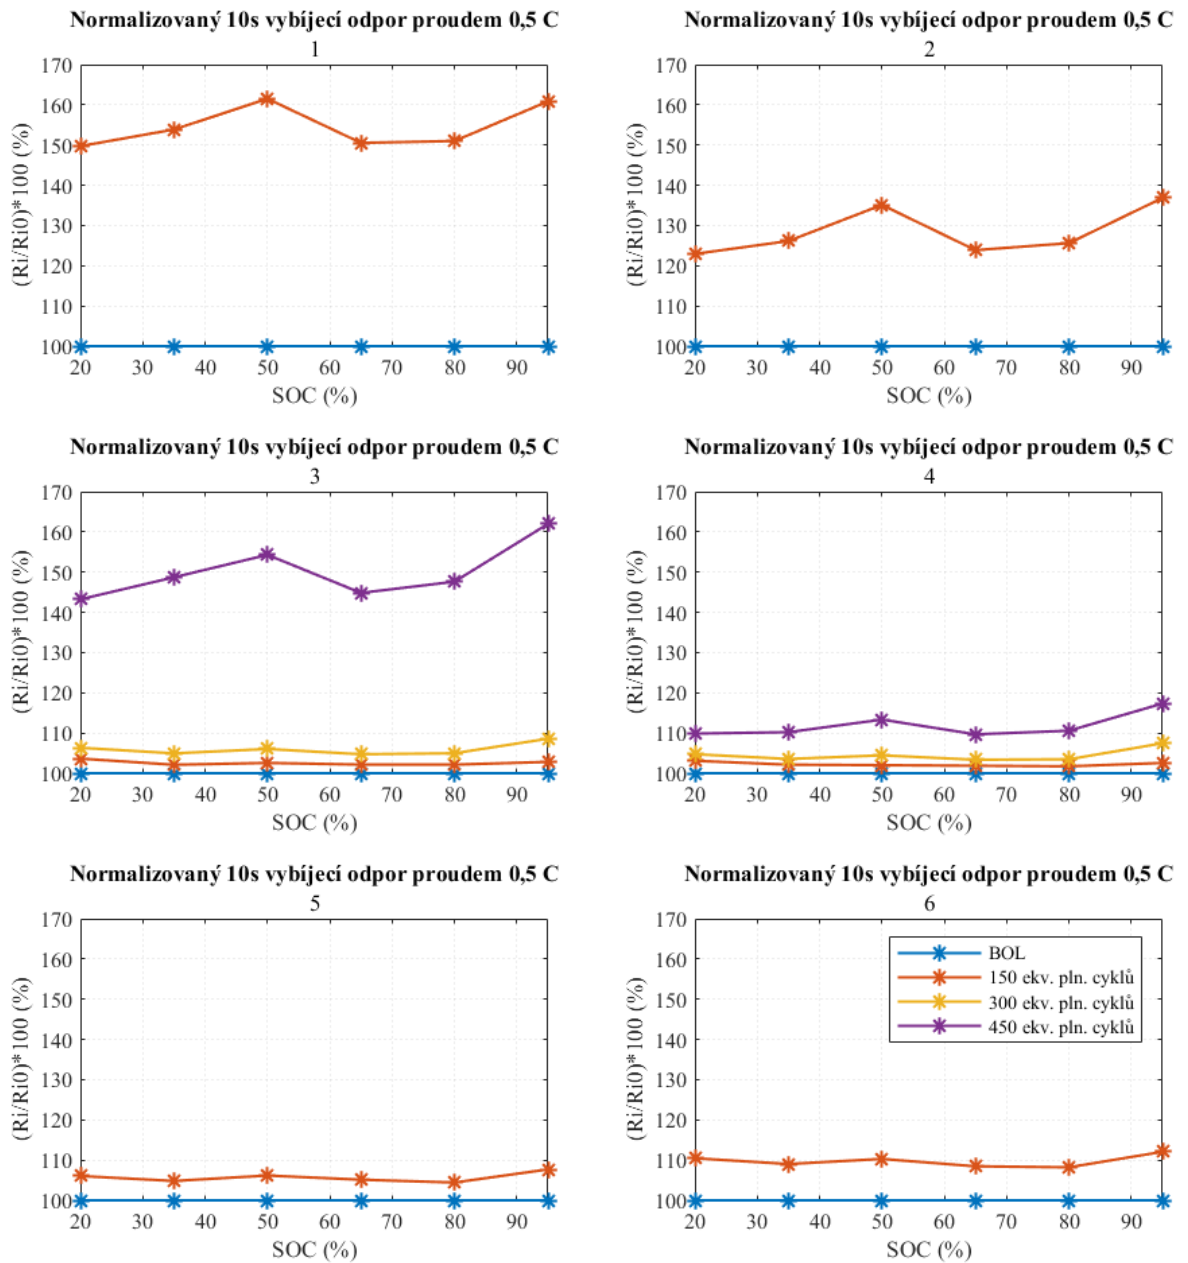 Normalizovaný 10s vybíjecí odpor proudem 0,5 C
1
170
160
150
140
130
120
110
100
20 30 40 50 60 70 80 90
SOC (%)
(Ri/Ri0)*100 (%)
Normalizovaný 10s vybíjecí odpor proudem 0,5 C
2
170
160
150
140
130
120
110
100
20 30 40 50 60 70 80 90
SOC (%)
(Ri/Ri0)*100 (%)
Normalizovaný 10s vybíjecí odpor proudem 0,5 C
3
170
160
150
140
130
120
110
100
20 30 40 50 60 70 80 90
SOC (%)
(Ri/Ri0)*100 (%)
Normalizovaný 10s vybíjecí odpor proudem 0,5 C
4
170
160
150
140
130
120
110
100
20 30 40 50 60 70 80 90
SOC (%)
(Ri/Ri0)*100 (%)
Normalizovaný 10s vybíjecí odpor proudem 0,5 C
5
170
160
150
140
130
120
110
100
20 30 40 50 60 70 80 90
SOC (%)
(Ri/Ri0)*100 (%)
Normalizovaný 10s vybíjecí odpor proudem 0,5 C
6
170
160
150
140
130
120
110
100
20 30 40 50 60 70 80 90
SOC (%)
(Ri/Ri0)*100 (%)
BOL
150 ekv. pln. cyklů
300 ekv. pln. cyklů
450 ekv. pln. cyklů